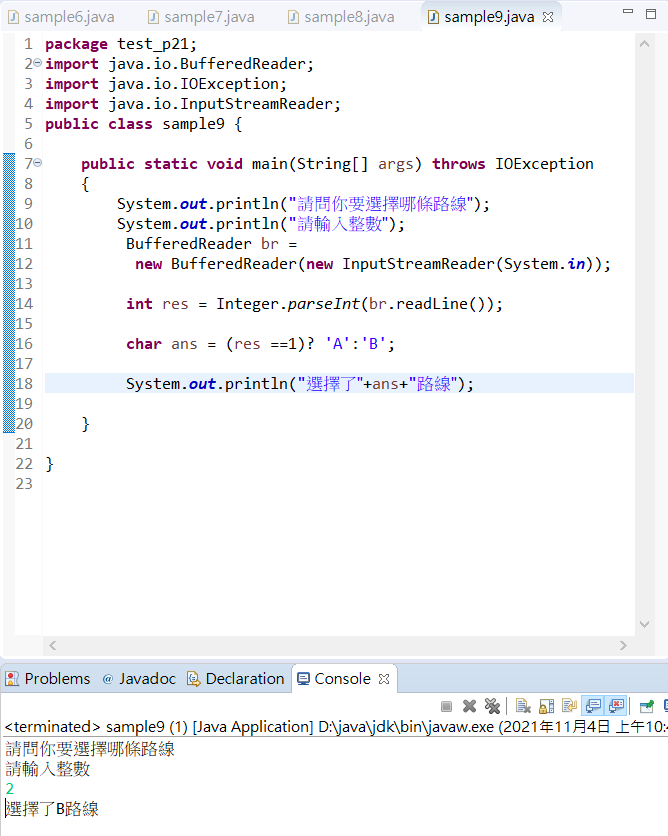 sample6.java sample7.java sample8.java sample9.java
1 package test_p21;
2 import java.io.BufferedReader;
3 import java.io.IOException;
4 import java.io.InputStreamReader;
5 public class sample9 {
6
7 public static void main(String[] args) throws IOException
8 {
9 System.out.println("請問你要選擇哪條路線");
10 System.out.println("請輸入整數");
11 BufferedReader br =
12 new BufferedReader(new InputStreamReader(System.in));
13
14 int res = Integer.parseInt(br.readLine());
15
16 char ans = (res ==1)? 'A':'B';
17
18 System.out.println("選擇了"+ans+"路線");
19
20 }
21
22 }
23
Problems @ Javadoc Declaration Console
<terminated> sample9 (1) [Java Application] D:\java\jdk\bin\javaw.exe (2021年11月4日 上午10:
請問你要選擇哪條路線
請輸入整數
2
選擇了B路線